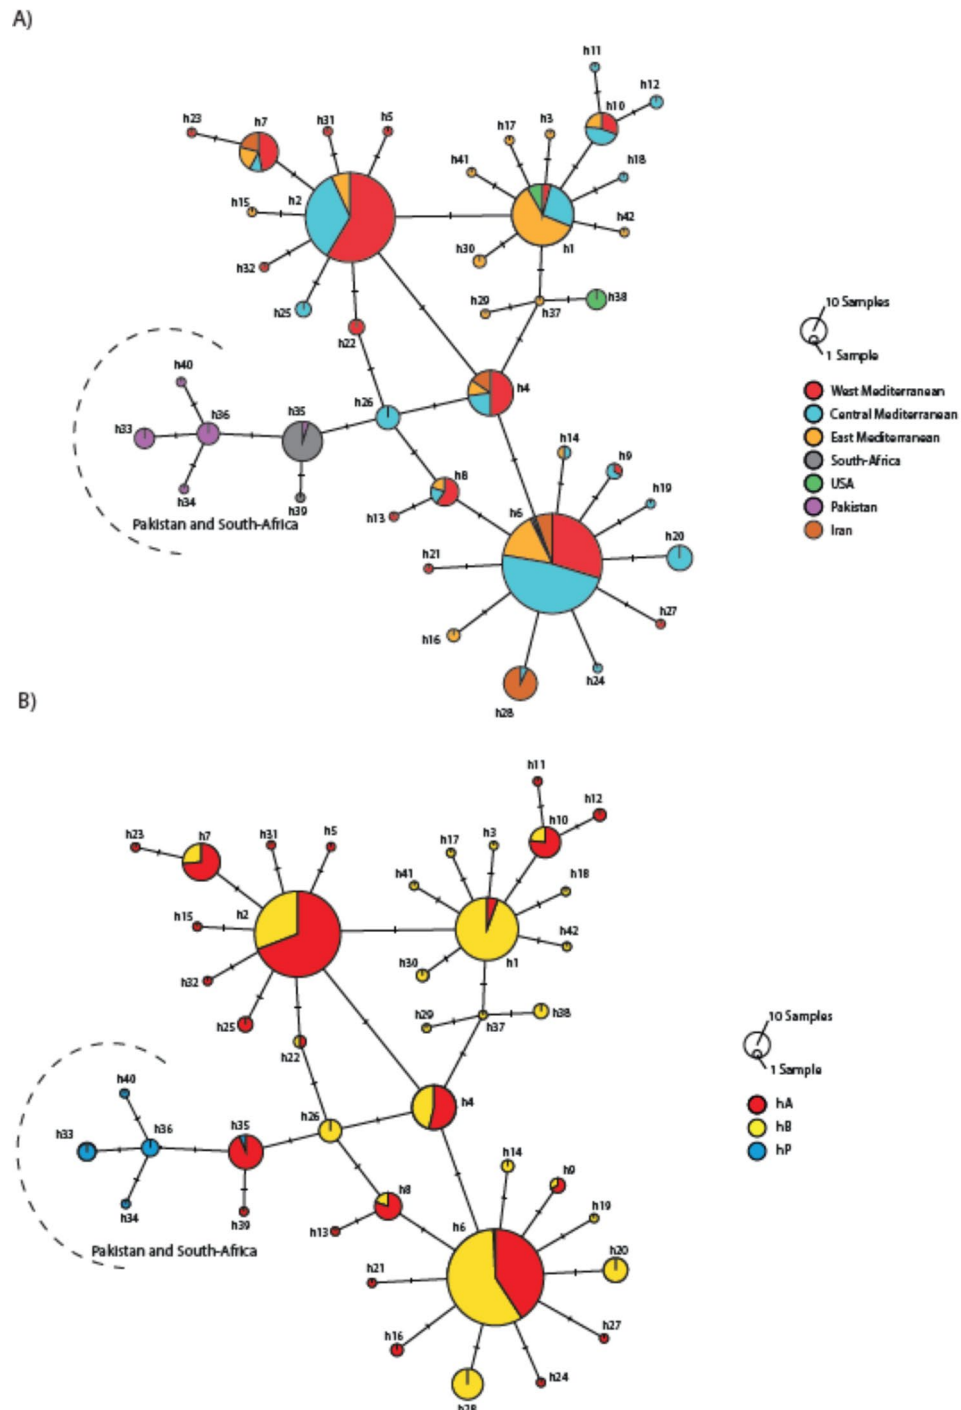 A)
h11
h12
h10
h23
h7
h31
h5
h17
h3
h18
h41
h2
h15
h42
h1
h30
h32
h25
h29
h37
h38
h22
10 Samples
1 Sample
h40
h4
West Mediterranean
h26
Central Mediterranean
h33
h36
h35
East Mediterranean
h14
h9
South-Africa
h8
h19
USA
h34
h39
h13
h6
Pakistan
Pakistan and South-Africa
h20
Iran
h21
h27
h16
h24
h28
B)
h11
h12
h10
h23
h7
h31
h5
h17
h3
h18
h41
h2
h15
h42
h1
h30
h32
h25
h29
h37
h38
h22
10 Samples
1 Sample
h40
h4
hA
h26
h33
h36
h35
hB
h14
h9
hP
h8
h34
h39
h19
h13
h6
Pakistan and South-Africa
h20
h21
h27
h16
h24
h28